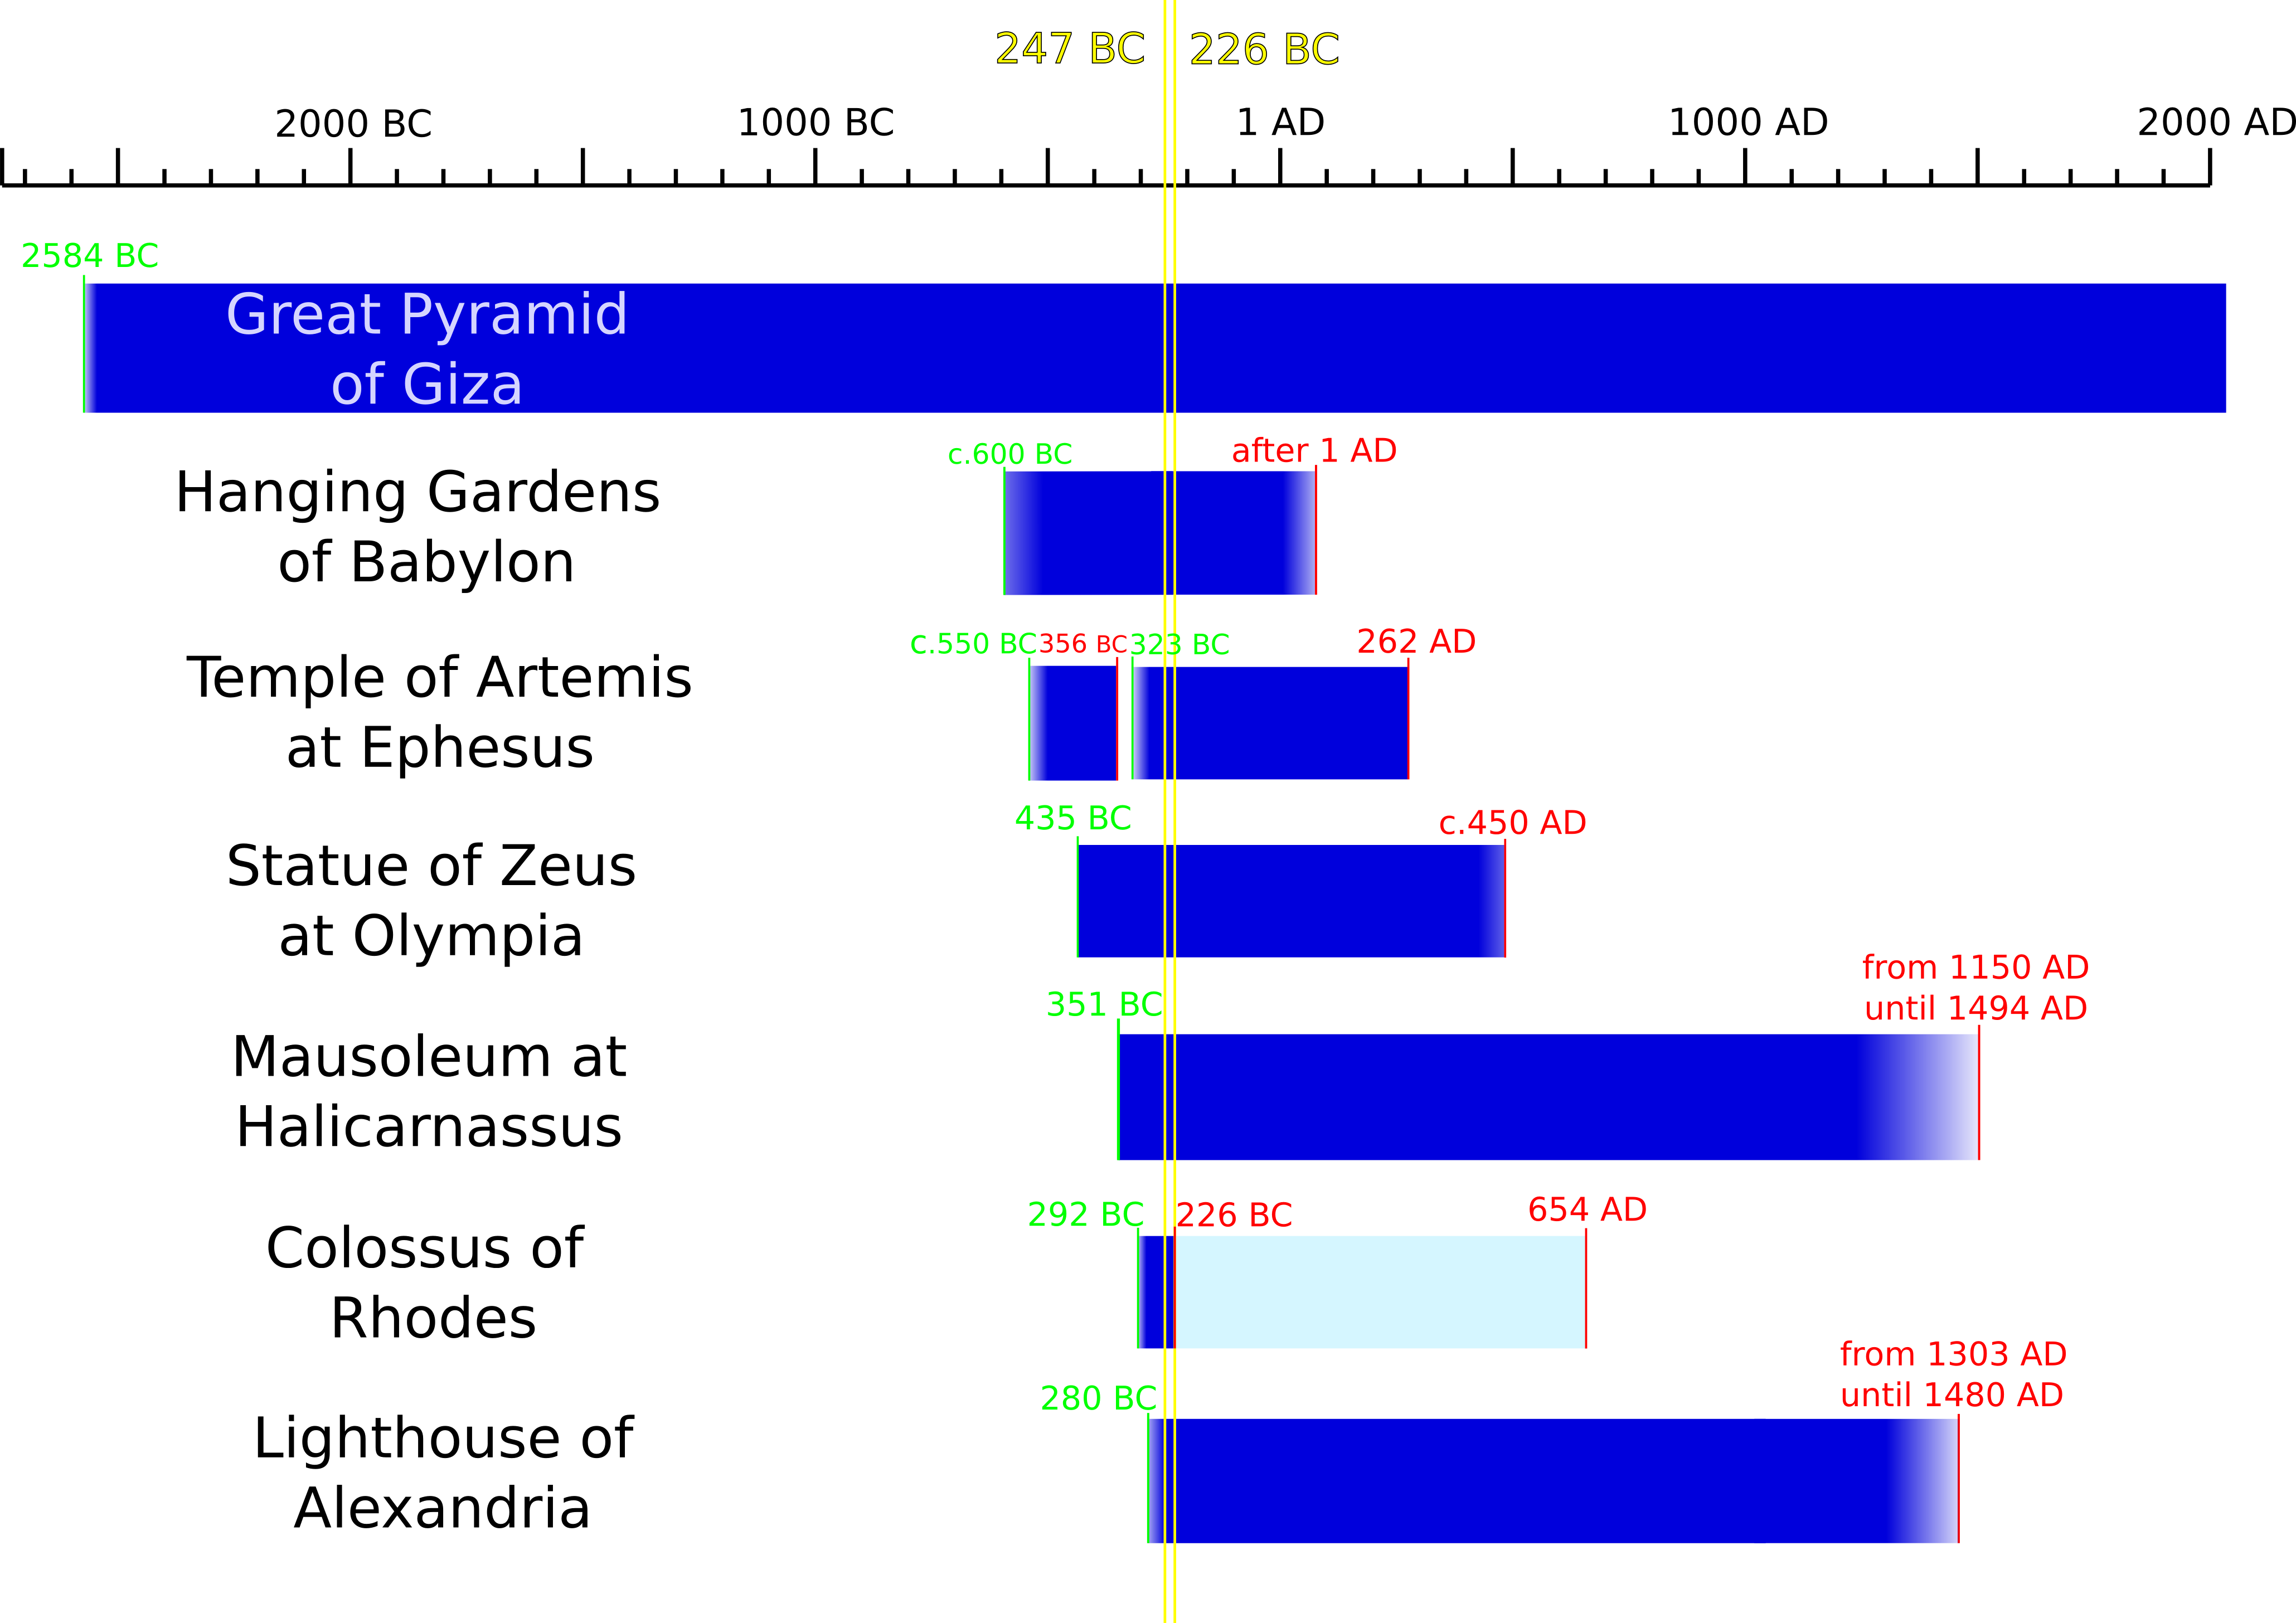 247 BC 226 BC
2000 BC 1000 BC 1 AD 1000 AD 2000 AD
2584 BC
Great Pyramid
of Giza
c.600 BC after 1 AD
Hanging Gardens
of Babylon
c.550 BC 356 BC 323 BC 262 AD
Temple of Artemis
at Ephesus
435 BC c.450 AD
Statue of Zeus
at Olympia
from 1150 AD
351 BC until 1494 AD
Mausoleum at
Halicarnassus
292 BC 226 BC 654 AD
Colossus of
Rhodes
from 1303 AD
280 BC until 1480 AD
Lighthouse of
Alexandria